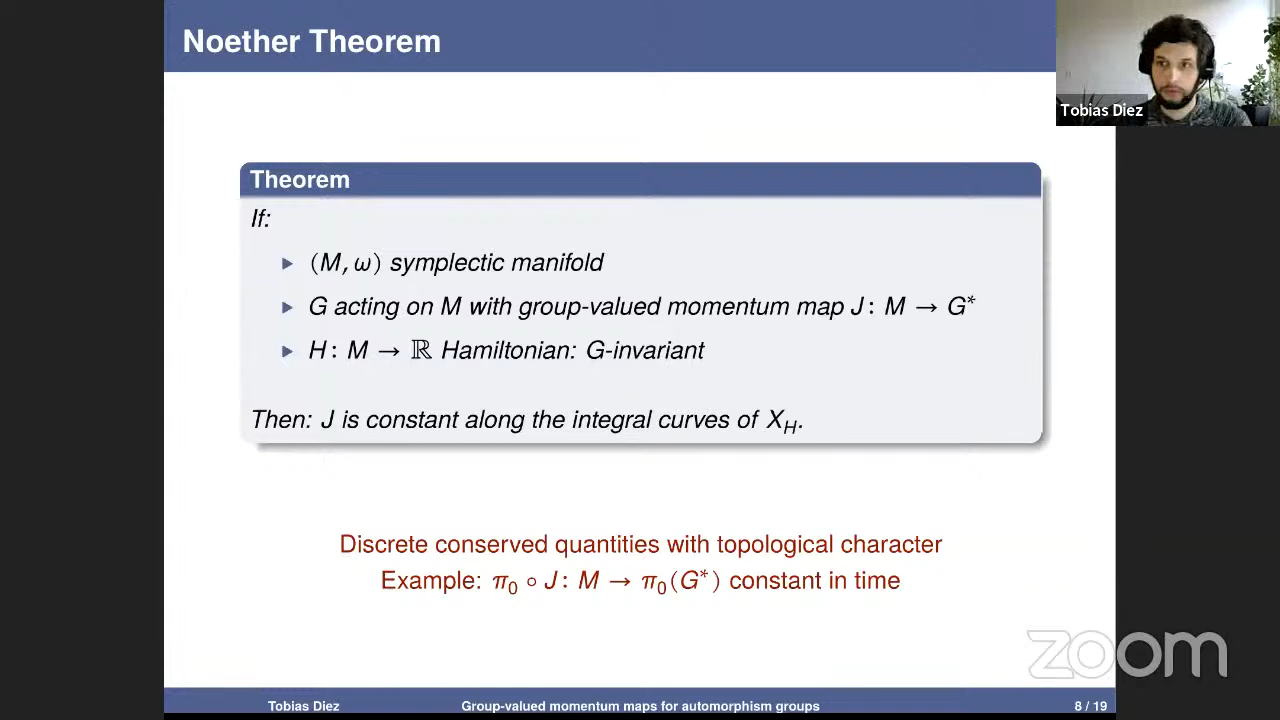 Noether Theorem
Tobias Diez
Theorem
If:
▶ (M, ω) symplectic manifold
▶ G acting on M with group-valued momentum map J: M → G*
▶ H: M → ℝ Hamiltonian: G-invariant
Then: J is constant along the integral curves of X_H.
Discrete conserved quantities with topological character
Example: π₀ ∘ J: M → π₀(G*) constant in time
zoom
Tobias Diez Group-valued momentum maps for automorphism groups 8 / 19